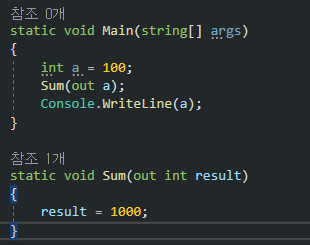 참조 0개
static void Main(string[] args)
{
    int a = 100;
    Sum(out a);
    Console.WriteLine(a);
}
참조 1개
static void Sum(out int result)
{
    result = 1000;
}